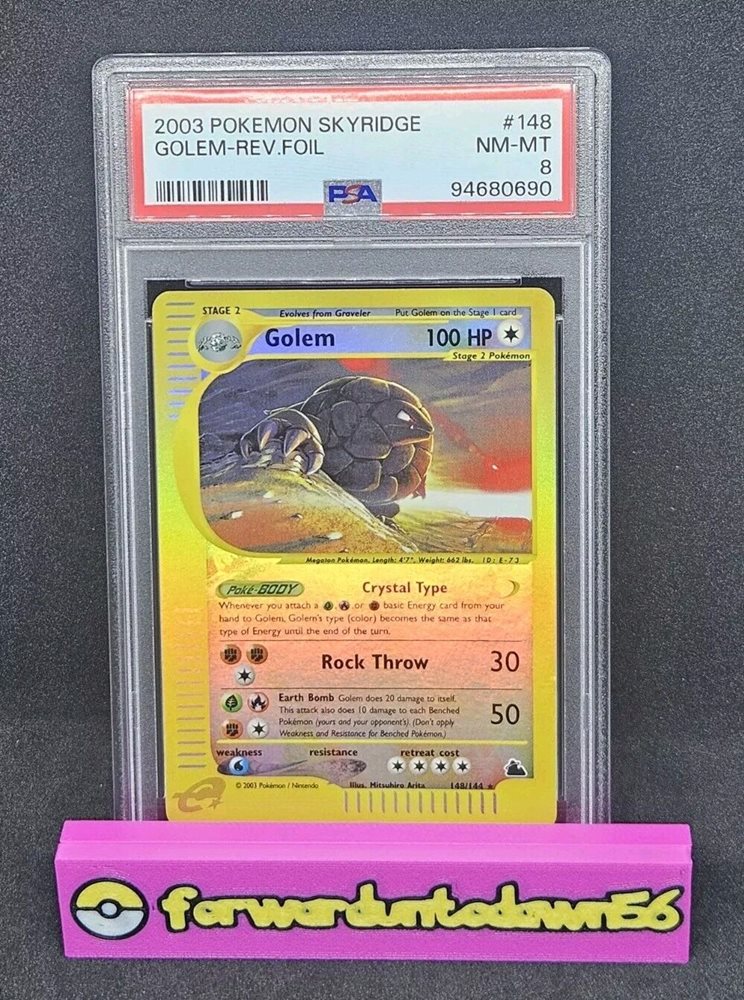 2003 POKEMON SKYRIDGE #148
GOLEM-REV.FOIL NM-MT
8
PSA 94680690
STAGE 2 Evolves from Graveler Put Golem on the Stage 1 card
Golem 100 HP
Stage 2 Pokémon
Megaton Pokémon. Length: 4'7", Weight: 662 lbs. ID: E-73
Poké-BODY Crystal Type
Whenever you attach a , , or basic Energy card from your
hand to Golem, Golem's type (color) becomes the same as that
type of Energy until the end of the turn.
Rock Throw 30
Earth Bomb Golem does 20 damage to itself.
This attack also does 10 damage to each Benched
Pokémon (yours and your opponent's). (Don't apply
Weakness and Resistance for Benched Pokémon.)
50
weakness resistance retreat cost
© 2003 Pokémon / Nintendo Illus. Mitsuhiro Arita 148/144 ★
forwarduntodawn56